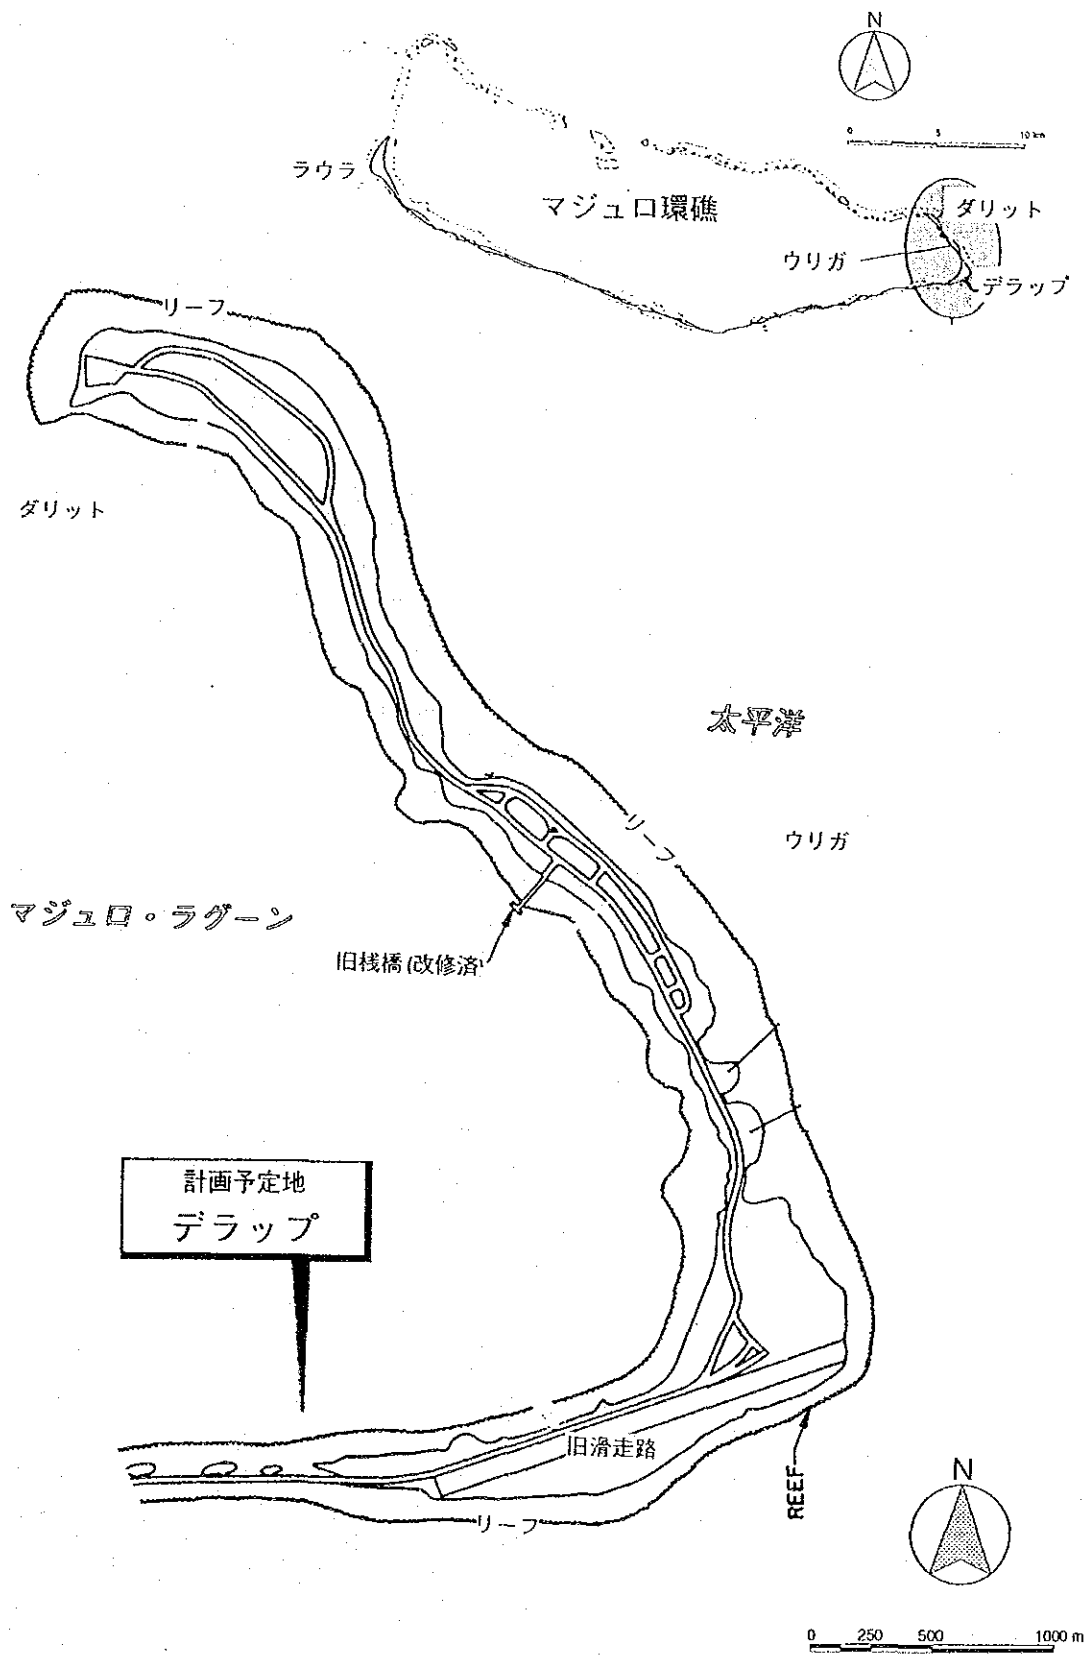 N
0 5 10 km
ラウラ
マジュロ環礁
ダリット
ウリガ
デラップ
リーフ
ダリット
太平洋
リーフ
ウリガ
マジュロ・ラグーン
旧桟橋(改修済)
計画予定地
デラップ
旧滑走路
REEF
リーフ
N
0 250 500 1000 m